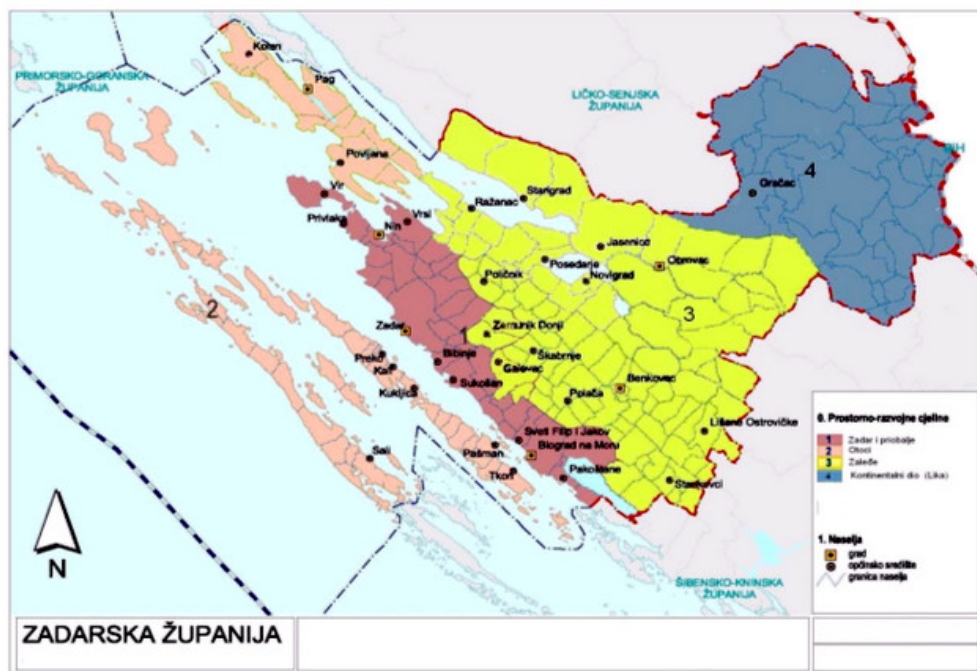 Kolan
Pag
PRIMORSKO-GORANSKA
ŽUPANIJA
LIČKO-SENJSKA
ŽUPANIJA
BIH
4
Gračac
Povljana
Vir
Privlaka
Nin
Vrsi
Ražanac
Starigrad
Jasenice
Obrovac
Posedarje
Novigrad
Poličnik
2
3
Zadar
1
Zemunik Donji
Škabrnje
Galovac
Bibinje
Sukošan
Preko
Kali
Kukljica
Polača
Benkovac
Lišane Ostrovičke
Sveti Filip i Jakov
Biograd na Moru
Pašman
Tkon
Pakoštane
Stankovci
Sali
N
ŠIBENSKO-KNINSKA
ŽUPANIJA
0. Prostorno-razvojne cjeline
1 Zadar i priobalje
2 Otoci
3 Zaleđe
4 Kontinentalni dio (Lika)
1. Naselja
grad
općinsko središte
granica naselja
ZADARSKA ŽUPANIJA